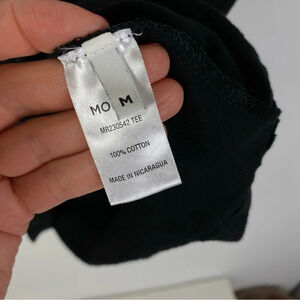 MO
M
MR230542 TEE
100% COTTON
MADE IN NICARAGUA